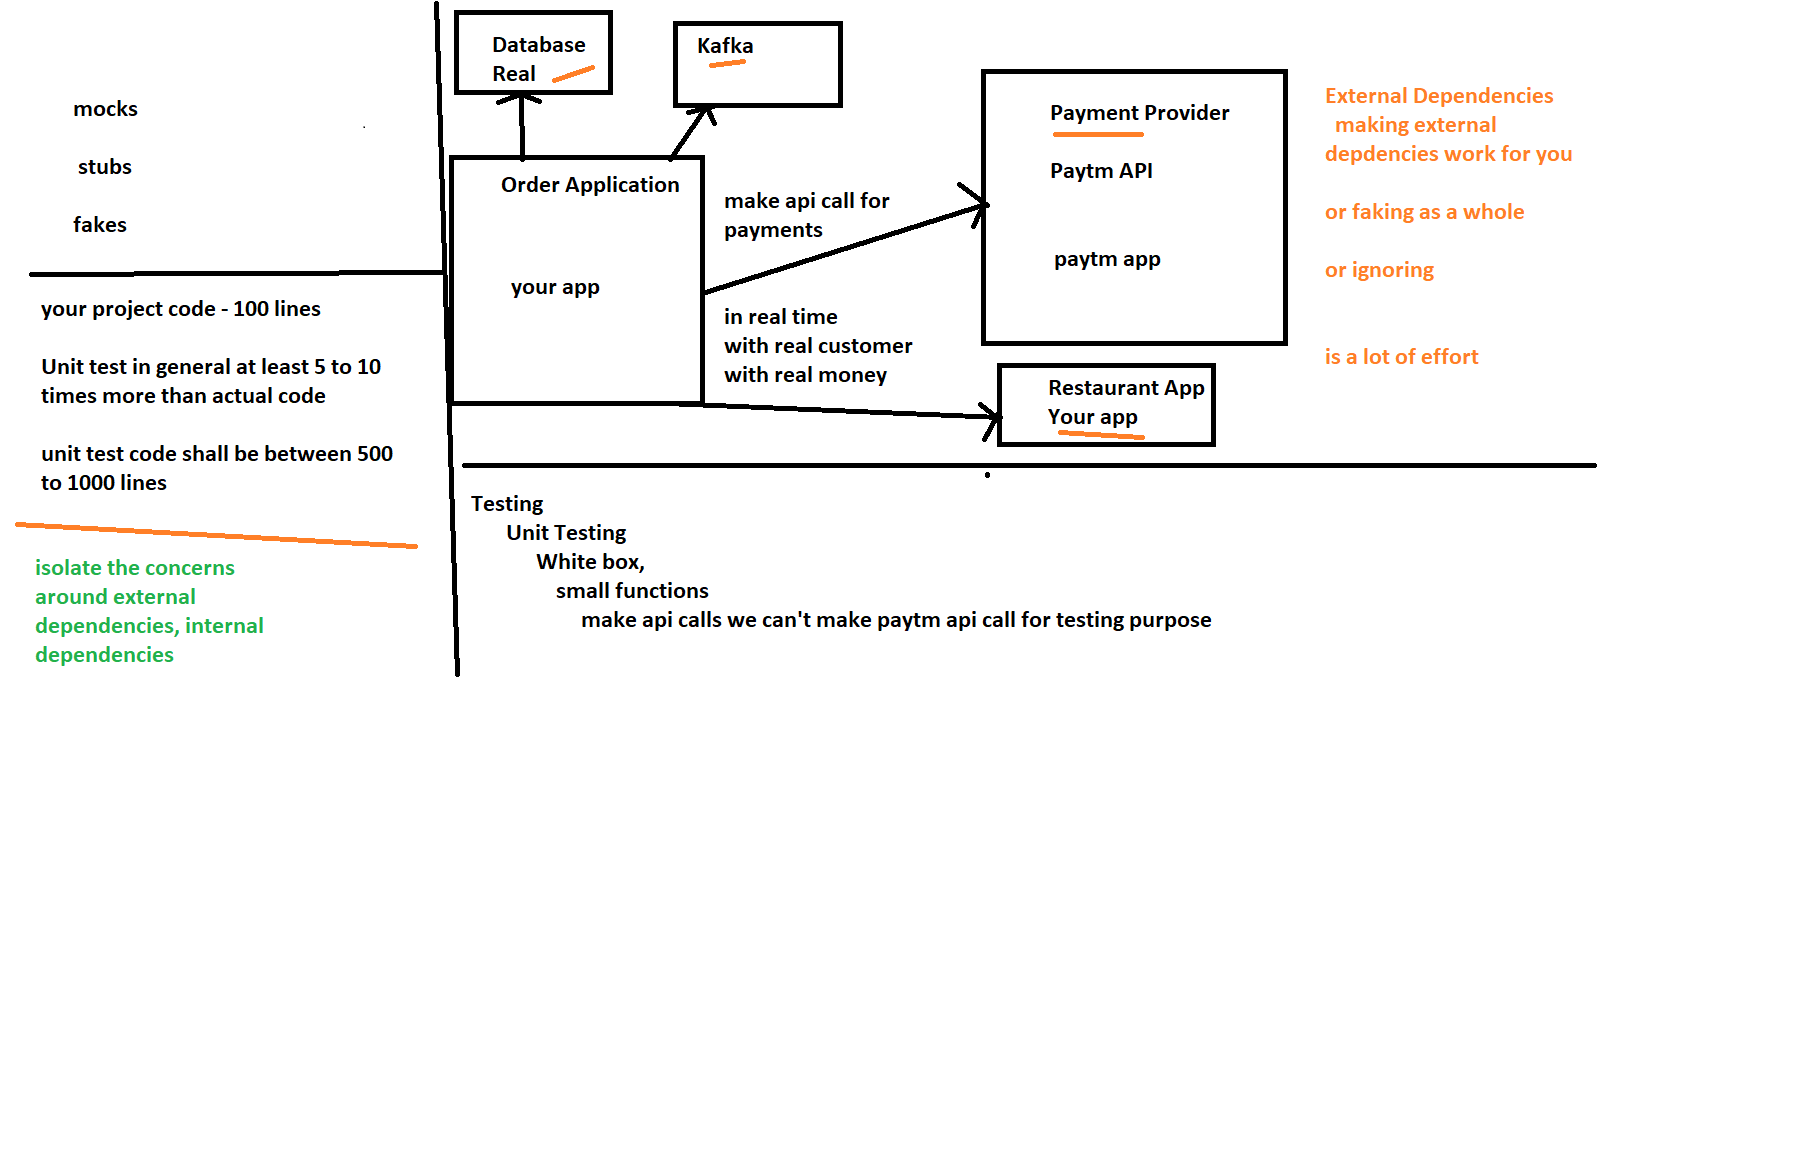 mocks
stubs
fakes
your project code - 100 lines
Unit test in general at least 5 to 10
times more than actual code
unit test code shall be between 500
to 1000 lines
isolate the concerns
around external
dependencies, internal
dependencies
Database
Real
Kafka
Order Application
your app
make api call for
payments
in real time
with real customer
with real money
Payment Provider
Paytm API
paytm app
Restaurant App
Your app
External Dependencies
making external
depdencies work for you
or faking as a whole
or ignoring
is a lot of effort
Testing
Unit Testing
White box,
small functions
make api calls we can't make paytm api call for testing purpose